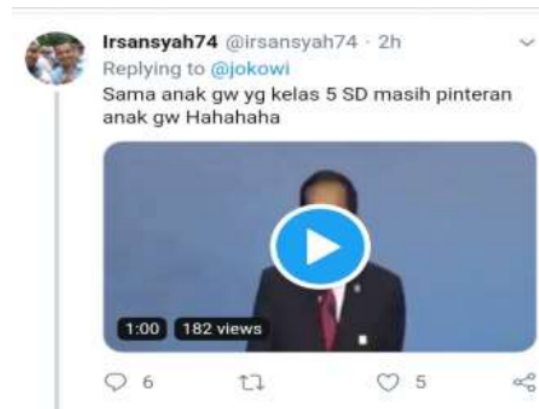 Irsansyah74 @irsansyah74 · 2h
Replying to @jokowi
Sama anak gw yg kelas 5 SD masih pinteran
anak gw Hahahaha
1:00 182 views
6 5